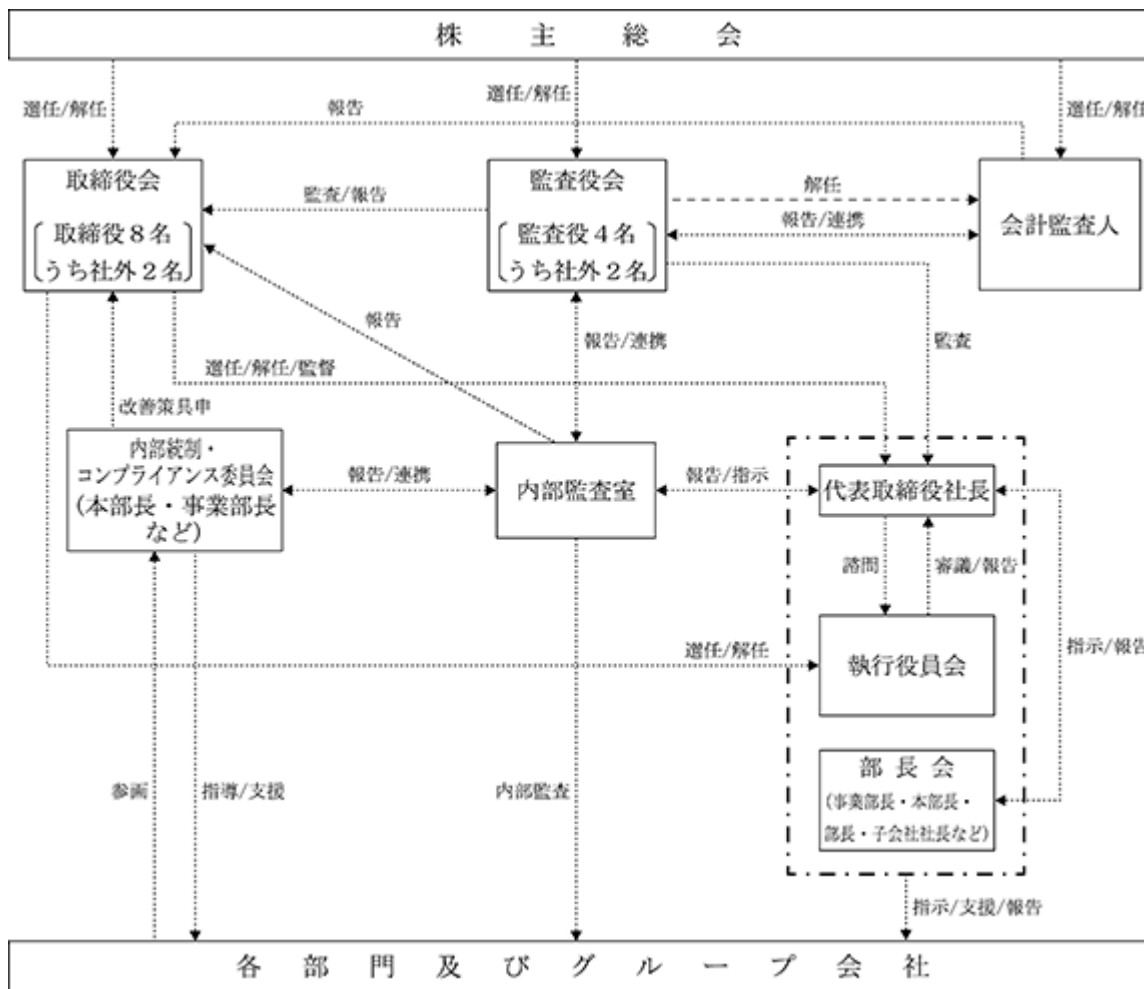 株主総会
選任/解任
報告
選任/解任
選任/解任
取締役会
取締役8名
うち社外2名
監査/報告
監査役会
監査役4名
うち社外2名
解任
報告/連携
会計監査人
報告
報告/連携
監査
選任/解任/監督
改善策具申
内部統制・
コンプライアンス委員会
(本部長・事業部長
など)
報告/連携
内部監査室
報告/指示
代表取締役社長
諮問
審議/報告
選任/解任
執行役員会
指示/報告
部長会
(事業部長・本部長・
部長・子会社社長など)
参画
指導/支援
内部監査
指示/支援/報告
各部門及びグループ会社